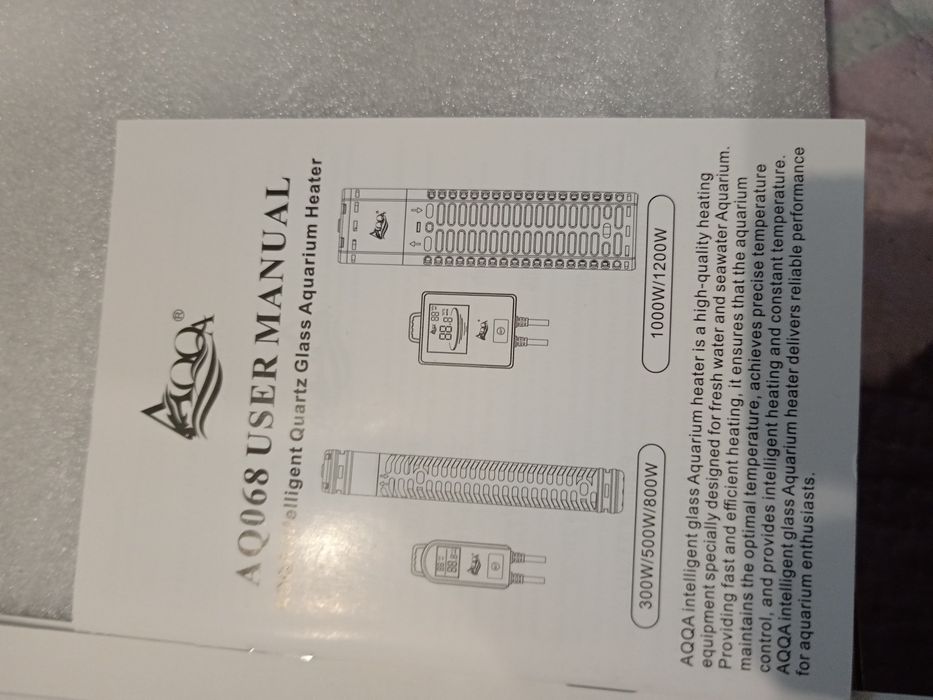 AQQA®
AQ068 USER MANUAL
elligent Quartz Glass Aquarium Heater
AQQA
AQQA
AQQA
300W/500W/800W
1000W/1200W
AQQA intelligent glass Aquarium heater is a high-quality heating
equipment specially designed for fresh water and seawater Aquarium.
Providing fast and efficient heating, it ensures that the aquarium
maintains the optimal temperature, achieves precise temperature
control, and provides intelligent heating and constant temperature.
AQQA intelligent glass Aquarium heater delivers reliable performance
for aquarium enthusiasts.